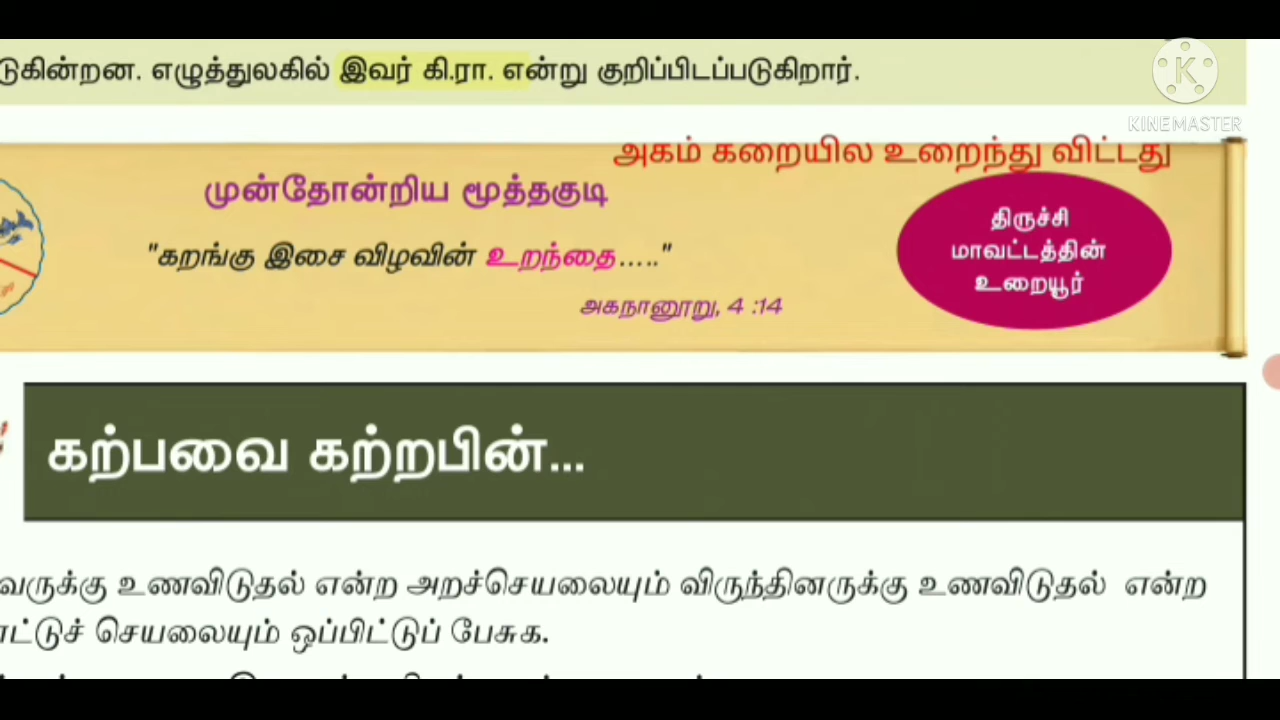 டுகின்றன. எழுத்துலகில் இவர் கி.ரா. என்று குறிப்பிடப்படுகிறார்.
KINEMASTER
அகம் கறையில உறைந்து விட்டது
முன்தோன்றிய மூத்தகுடி
"கறங்கு இசை விழவின் உறந்தை....."
அகநானூறு, 4 :14
திருச்சி
மாவட்டத்தின்
உறையூர்
கற்பவை கற்றபின்...
வருக்கு உணவிடுதல் என்ற அறச்செயலையும் விருந்தினருக்கு உணவிடுதல் என்ற
ாட்டுச் செயலையும் ஒப்பிட்டுப் பேசுக.